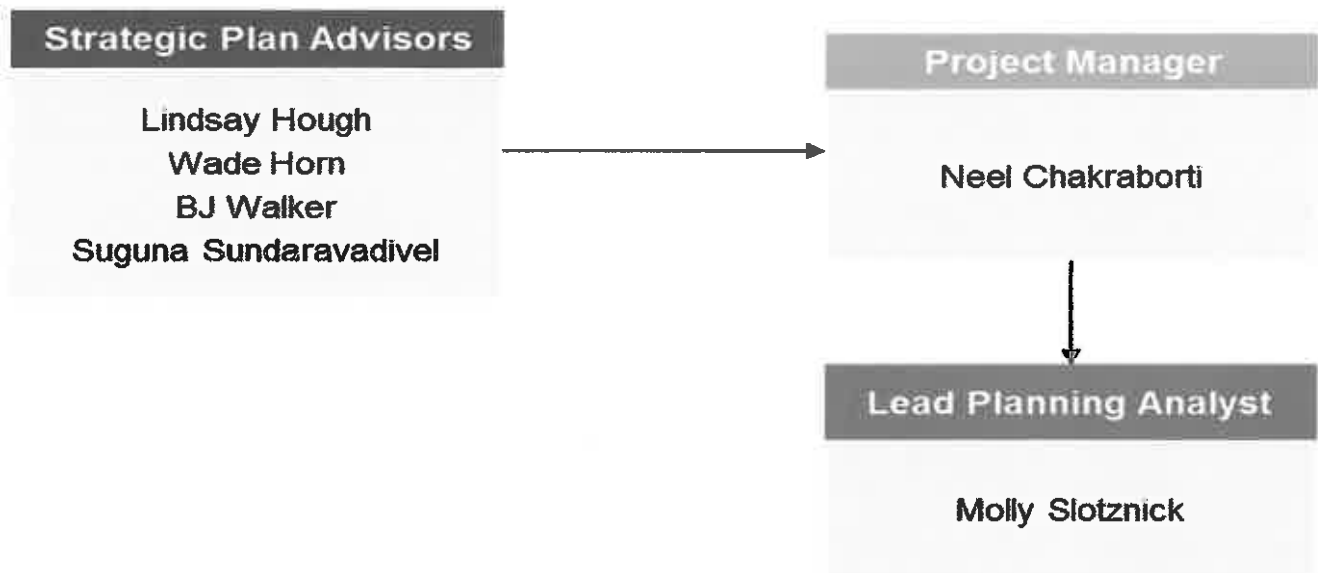 Strategic Plan Advisors
Lindsay Hough
Wade Horn
BJ Walker
Suguna Sundaravadivel
Project Manager
Neel Chakraborti
Lead Planning Analyst
Molly Slotznick